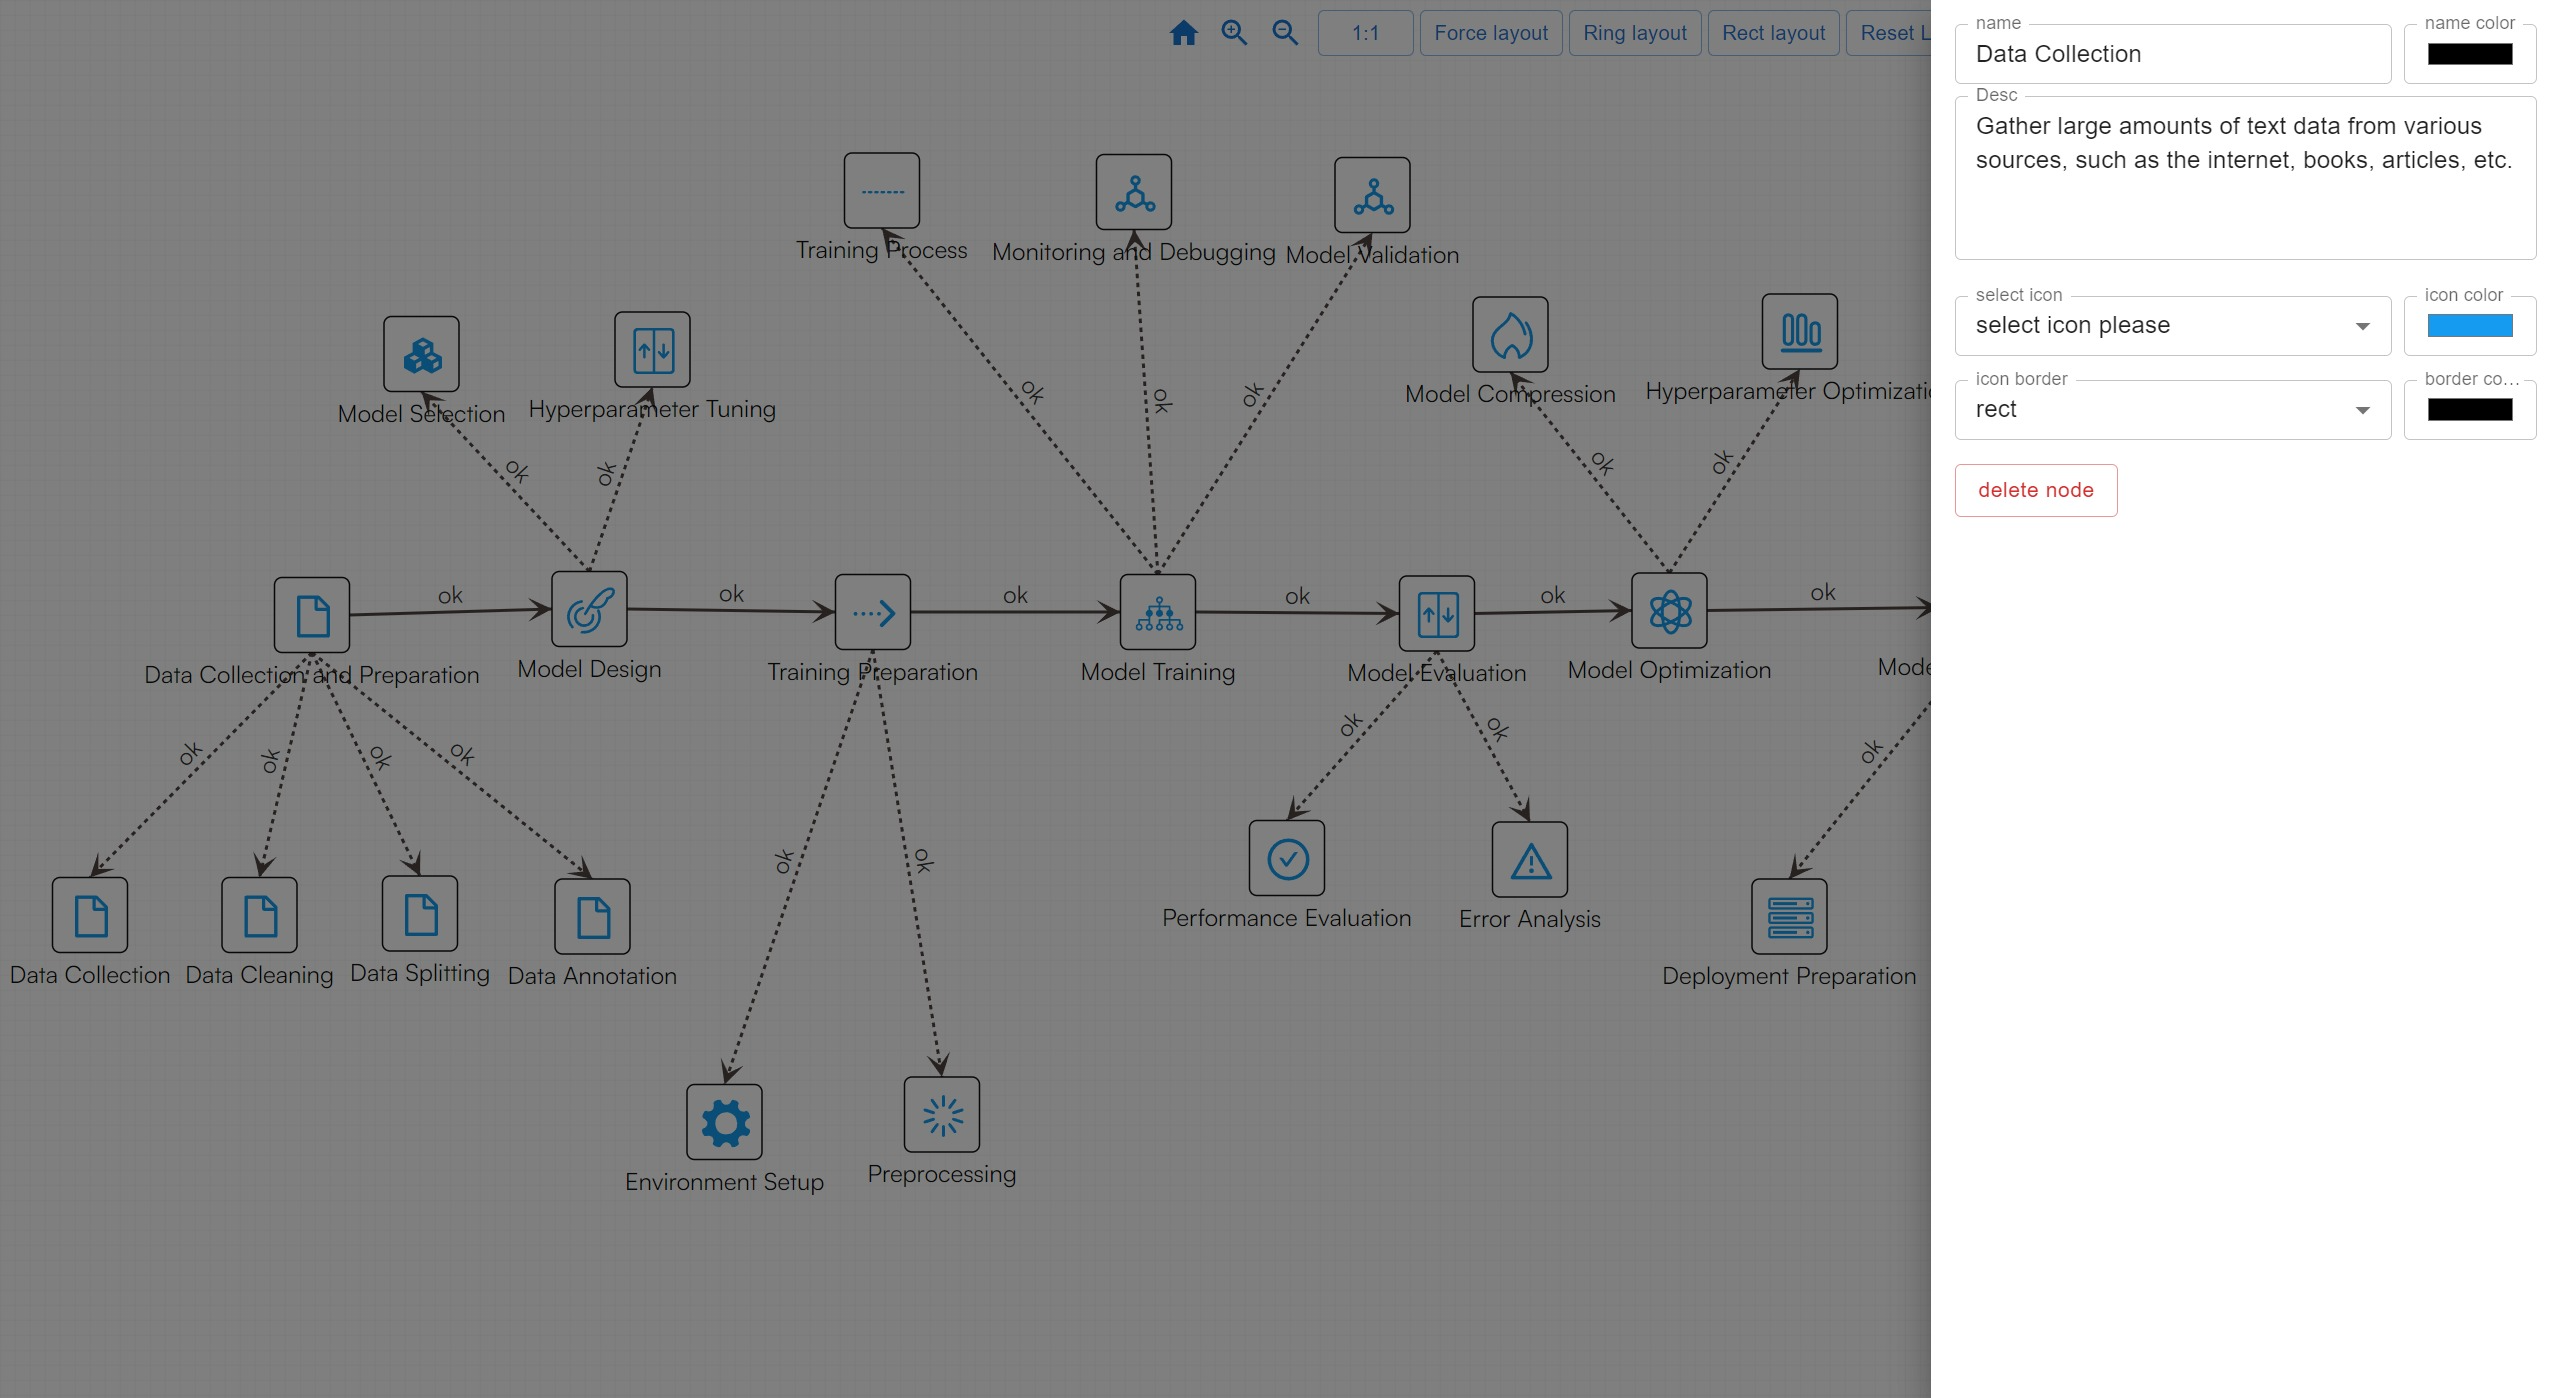 1:1
Force layout
Ring layout
Rect layout
Reset L
Training Process
Monitoring and Debugging
Model Validation
Model Selection
Hyperparameter Tuning
Model Compression
Hyperparameter Optimizatio
ok
ok
ok
ok
ok
ok
ok
ok
ok
ok
ok
ok
ok
ok
Data Collection and Preparation
Model Design
Training Preparation
Model Training
Model Evaluation
Model Optimization
Mode
ok
ok
ok
ok
ok
ok
ok
ok
ok
Data Collection
Data Cleaning
Data Splitting
Data Annotation
Performance Evaluation
Error Analysis
Deployment Preparation
Environment Setup
Preprocessing
name
Data Collection
name color
Desc
Gather large amounts of text data from various
sources, such as the internet, books, articles, etc.
select icon
select icon please
icon color
icon border
rect
border co...
delete node